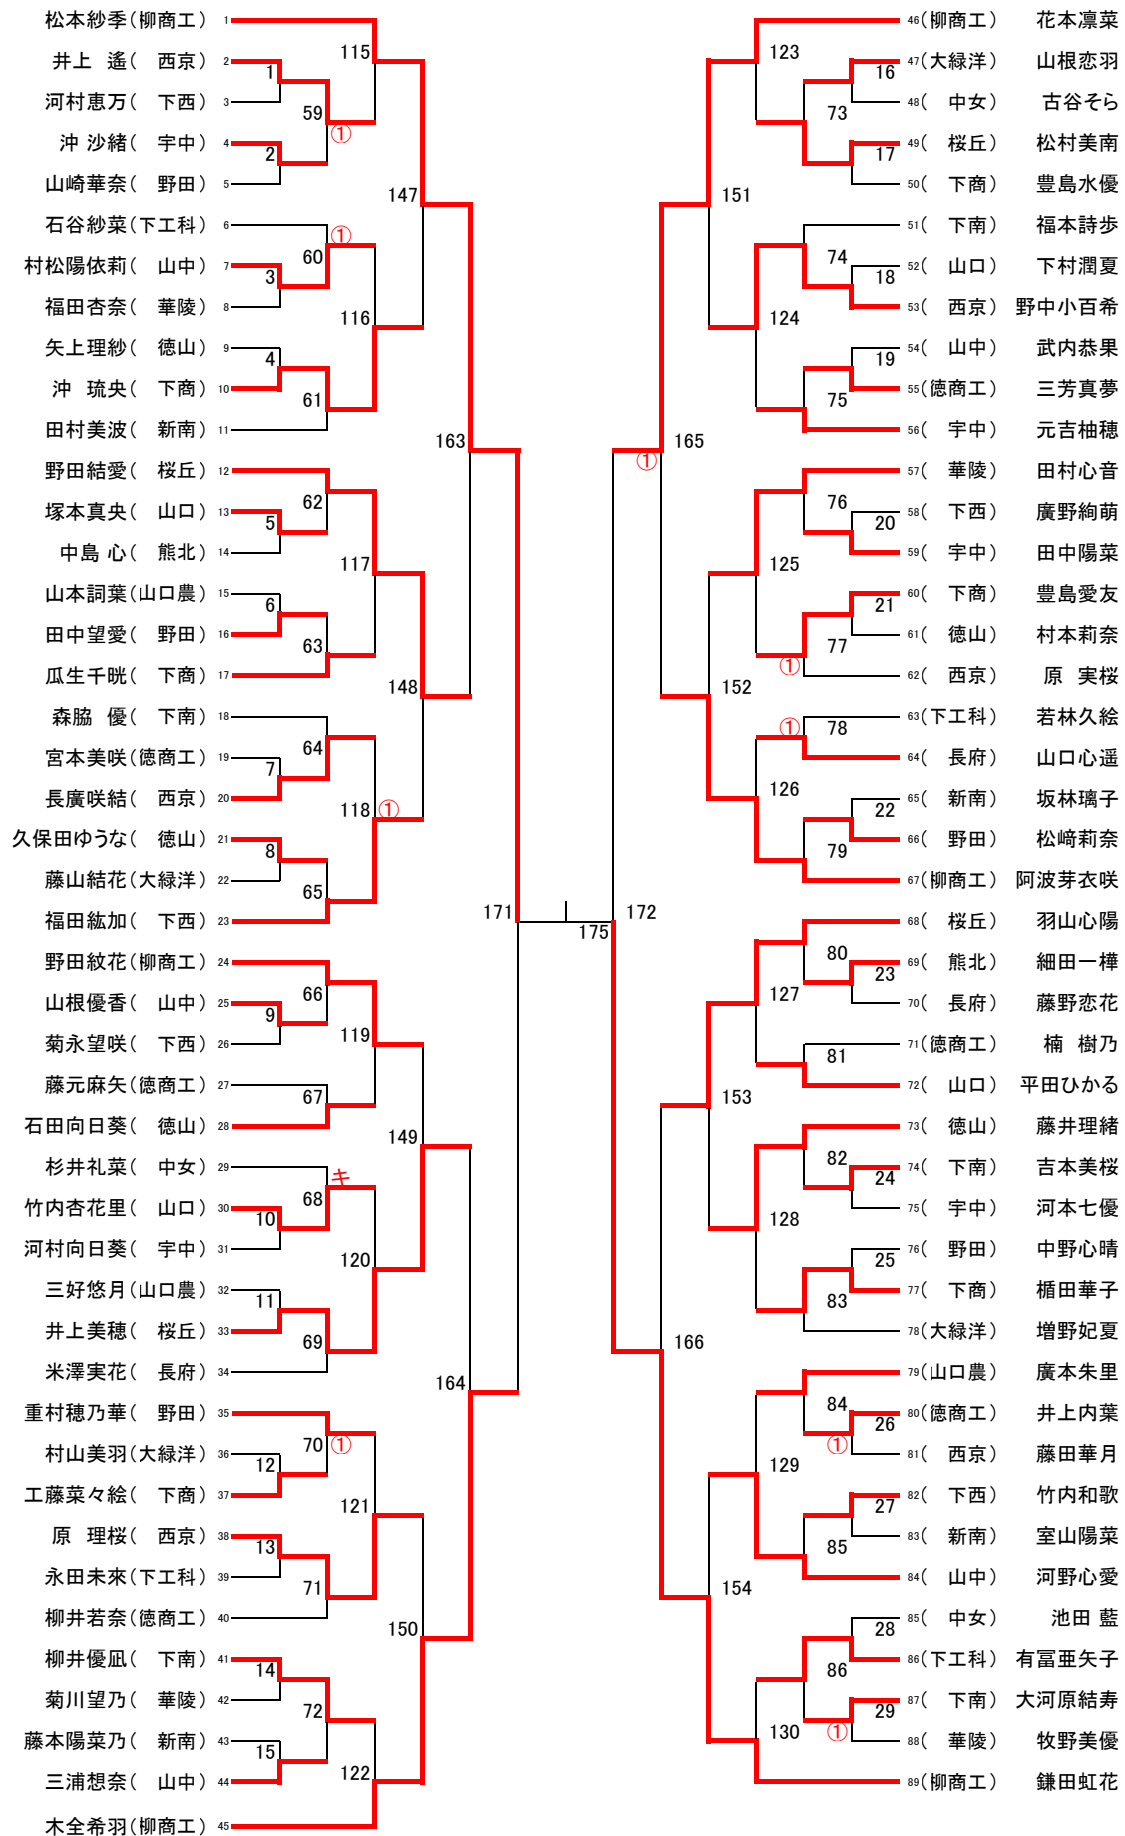 松本紗季(柳商工) 1
井上 遙( 西京) 2
河村恵万( 下西) 3
沖 沙緒( 宇中) 4
山崎華奈( 野田) 5
石谷紗菜(下工科) 6
村松陽依莉( 山中) 7
福田杏奈( 華陵) 8
矢上理紗( 徳山) 9
沖 琉央( 下商) 10
田村美波( 新南) 11
野田結愛( 桜丘) 12
塚本真央( 山口) 13
中島 心( 熊北) 14
山本詞葉(山口農) 15
田中望愛( 野田) 16
瓜生千晄( 下商) 17
森脇 優( 下南) 18
宮本美咲(徳商工) 19
長廣咲結( 西京) 20
久保田ゆうな( 徳山) 21
藤山結花(大緑洋) 22
福田紘加( 下西) 23
野田紋花(柳商工) 24
山根優香( 山中) 25
菊永望咲( 下西) 26
藤元麻矢(徳商工) 27
石田向日葵( 徳山) 28
杉井礼菜( 中女) 29
竹内杏花里( 山口) 30
河村向日葵( 宇中) 31
三好悠月(山口農) 32
井上美穂( 桜丘) 33
米澤実花( 長府) 34
重村穂乃華( 野田) 35
村山美羽(大緑洋) 36
工藤菜々絵( 下商) 37
原 理桜( 西京) 38
永田未來(下工科) 39
柳井若奈(徳商工) 40
柳井優凪( 下南) 41
菊川望乃( 華陵) 42
藤本陽菜乃( 新南) 43
三浦想奈( 山中) 44
木全希羽(柳商工) 45
1
2
3
4
5
6
7
8
9
10
11
12
13
14
15
59
①
60
①
61
62
63
64
65
66
67
68
キ
69
70
①
71
72
115
116
117
118
①
119
120
121
122
147
148
149
150
163
164
171
175
172
165
①
166
151
152
153
154
123
124
125
126
127
128
129
130
73
74
75
76
77
①
78
①
79
80
81
82
83
84
①
85
86
①
16
17
18
19
20
21
22
23
24
25
26
27
28
29
46(柳商工) 花本凛菜
47(大緑洋) 山根恋羽
48( 中女) 古谷そら
49( 桜丘) 松村美南
50( 下商) 豊島水優
51( 下南) 福本詩歩
52( 山口) 下村潤夏
53( 西京) 野中小百希
54( 山中) 武内恭果
55(徳商工) 三芳真夢
56( 宇中) 元吉柚穂
57( 華陵) 田村心音
58( 下西) 廣野絢萌
59( 宇中) 田中陽菜
60( 下商) 豊島愛友
61( 徳山) 村本莉奈
62( 西京) 原 実桜
63(下工科) 若林久絵
64( 長府) 山口心遥
65( 新南) 坂林璃子
66( 野田) 松﨑莉奈
67(柳商工) 阿波芽衣咲
68( 桜丘) 羽山心陽
69( 熊北) 細田一樺
70( 長府) 藤野恋花
71(徳商工) 楠 樹乃
72( 山口) 平田ひかる
73( 徳山) 藤井理緒
74( 下南) 吉本美桜
75( 宇中) 河本七優
76( 野田) 中野心晴
77( 下商) 楯田華子
78(大緑洋) 増野妃夏
79(山口農) 廣本朱里
80(徳商工) 井上内葉
81( 西京) 藤田華月
82( 下西) 竹内和歌
83( 新南) 室山陽菜
84( 山中) 河野心愛
85( 中女) 池田 藍
86(下工科) 有冨亜矢子
87( 下南) 大河原結寿
88( 華陵) 牧野美優
89(柳商工) 鎌田虹花